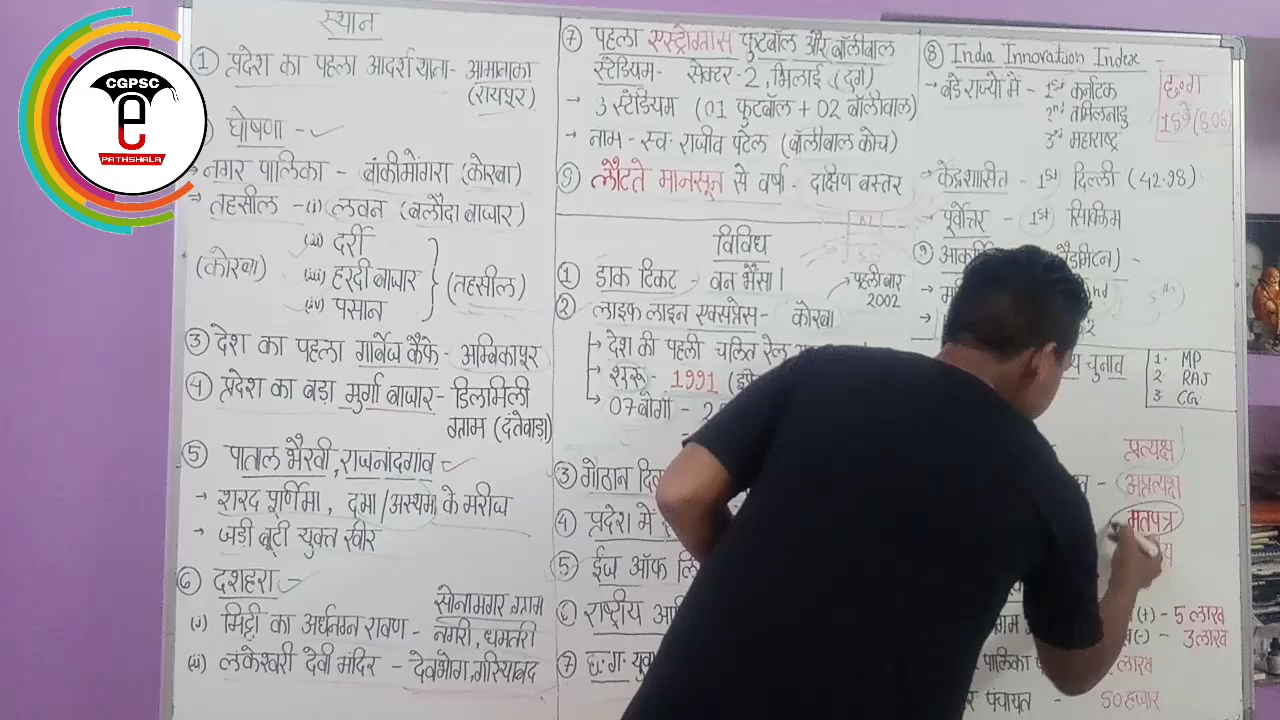 CGPSC
e
PATHSHALA
स्थान
① प्रदेश का पहला आदर्श थाना - आमानाका
(रायपुर)
घोषणा -
→ नगर पालिका - बांकीमोंगरा (कोरबा)
→ तहसील - (i) लवन (बलौदा बाजार)
(ii) दर्री
(कोरबा) (iii) हरदी बाजार (तहसील)
(iv) पसान
③ देश का पहला गार्बेज कैफे - अम्बिकापुर
④ प्रदेश का बड़ा मुर्गा बाजार - डिलमिली
ग्राम (दंतेवाड़ा)
⑤ पाताल भैरवी, राजनांदगांव
→ शरद पूर्णिमा, दमा/अस्थमा के मरीज
→ जड़ी बूटी युक्त खीर
⑥ दशहरा -
सोनामगर ग्राम
(i) मिट्टी का अर्धनग्न रावण - नगरी, धमतरी
(ii) लंकेश्वरी देवी मंदिर - देवभोग, गरियाबंद
⑦ पहला एस्ट्रोग्रास फुटबॉल और बॉलीबाल
स्टेडियम - सेक्टर-2, भिलाई (दुर्ग)
→ 3 स्टेडियम (01 फुटबॉल + 02 बॉलीबाल)
→ नाम - स्व. राजीव पटेल (बॉलीबाल कोच)
⑨ लौटते मानसून से वर्षा - दक्षिण बस्तर
विविध
① डाक टिकट - वन भैंसा।
→ पहली बार
2002
② लाइफ लाइन एक्सप्रेस - कोरबा
→ देश की पहली चलित रेल
→ शुरू - 1991
→ 07 बोगी -
③ गौठान
④ प्रदेश में
⑤ ईज ऑफ
⑥ राष्ट्रीय
⑦ छ.ग. युवा
⑧ India Innovation Index -
→ बडे राज्यो में - 1st कर्नाटक
2nd तमिलनाडु
3rd महाराष्ट्र
छ.ग
→ केंद्रशासित - 1st दिल्ली (42.98)
→ पूर्वोत्तर - 1st सिक्किम
⑨
चुनाव
1. MP
2. RAJ
3. CG
प्रत्यक्ष
- अप्रत्यक्ष
मतपत्र
(+) - 5 लाख
(-) - 3 लाख
पालिका
लाख
पंचायत - 50 हजार